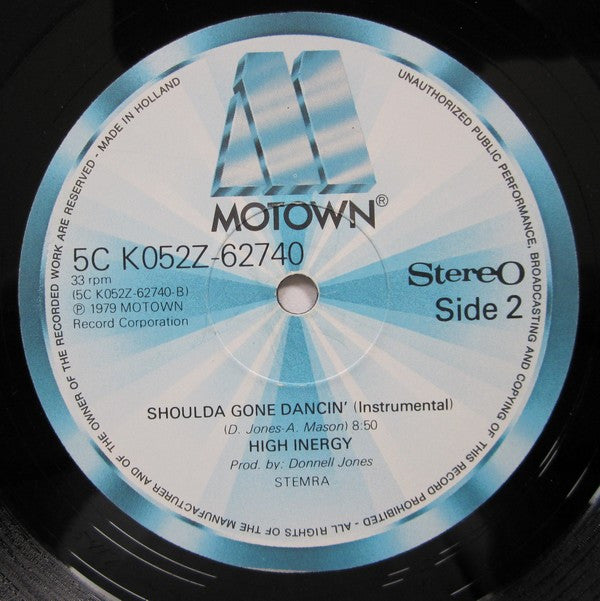 MOTOWN®
5C K052Z-62740
33 rpm
(5C K052Z-62740-B)
℗ 1979 MOTOWN
Record Corporation
Stereo
Side 2
SHOULDA GONE DANCIN' (Instrumental)
(D. Jones-A. Mason) 8:50
HIGH INERGY
Prod. by: Donnell Jones
STEMRA
UNAUTHORIZED PUBLIC PERFORMANCE, BROADCASTING AND COPYING OF THIS RECORD PROHIBITED - ALL RIGHTS OF THE MANUFACTURER AND OF THE OWNER OF THE RECORDED WORK ARE RESERVED - MADE IN HOLLAND